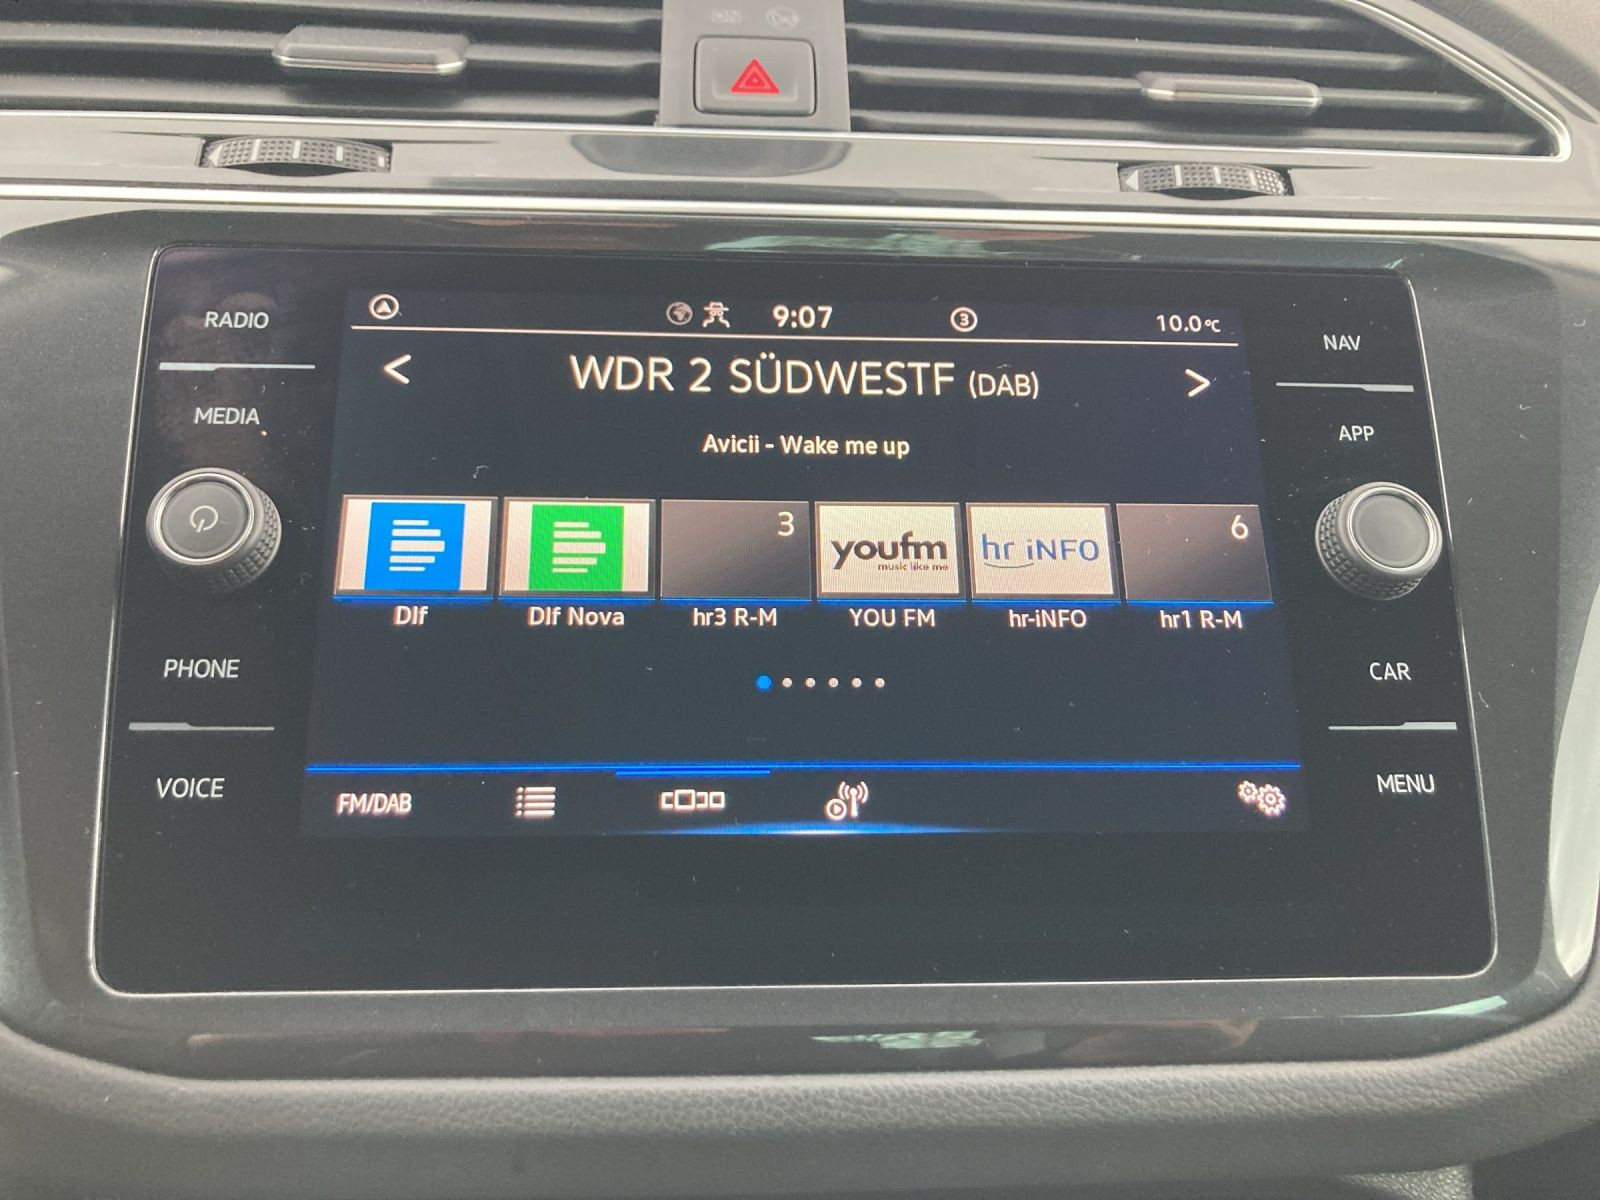 RADIO
MEDIA
PHONE
VOICE
9:07
3
10.0°C
< WDR 2 SÜDWESTF (DAB) >
Avicii - Wake me up
3
youfm
music like me
hr iNFO
6
Dlf
Dlf Nova
hr3 R-M
YOU FM
hr-iNFO
hr1 R-M
FM/DAB
NAV
APP
CAR
MENU